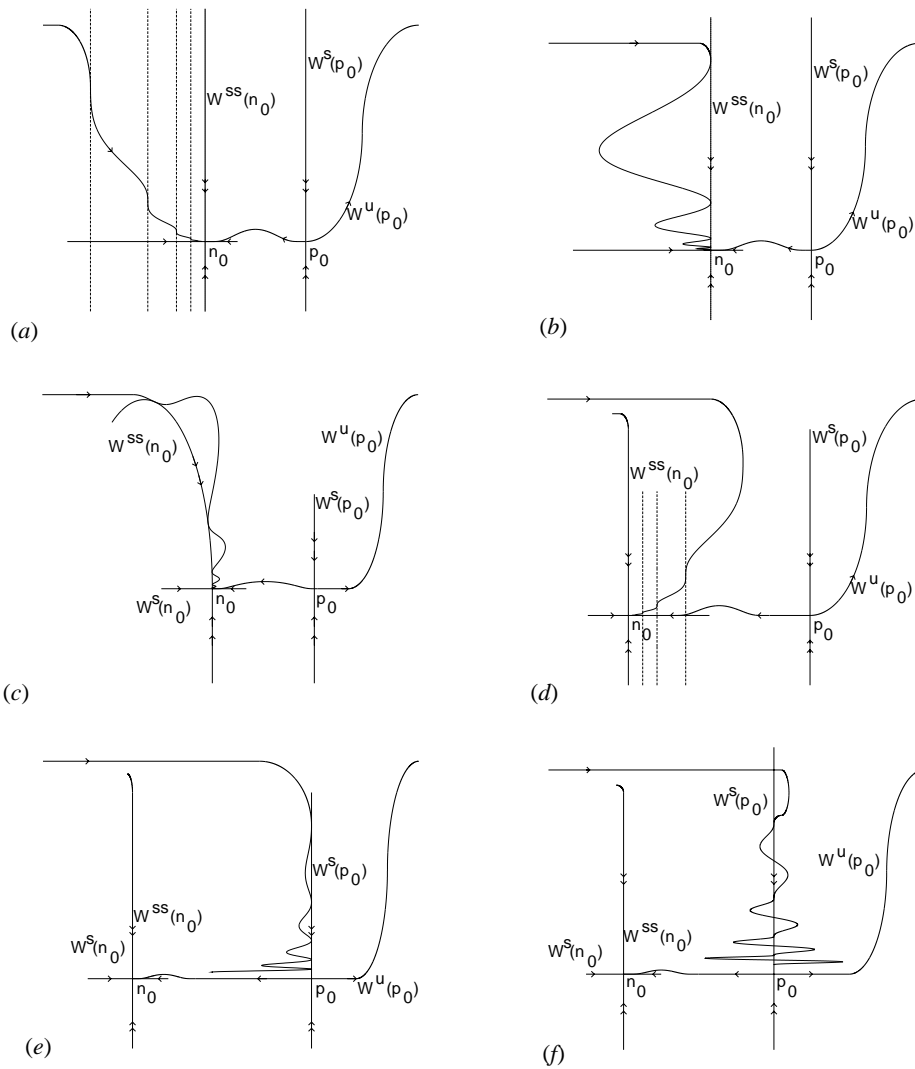 W^s(p_0)
W^ss(n_0)
W^u(p_0)
n_0
p_0
(a)
W^s(p_0)
W^ss(n_0)
W^u(p_0)
n_0
p_0
(b)
W^ss(n_0)
W^u(p_0)
W^s(p_0)
W^s(n_0)
n_0
p_0
(c)
W^s(p_0)
W^ss(n_0)
W^u(p_0)
n_0
p_0
(d)
W^s(p_0)
W^ss(n_0)
W^s(n_0)
n_0
p_0
W^u(p_0)
(e)
W^s(p_0)
W^u(p_0)
W^s(n_0)
W^ss(n_0)
n_0
p_0
(f)